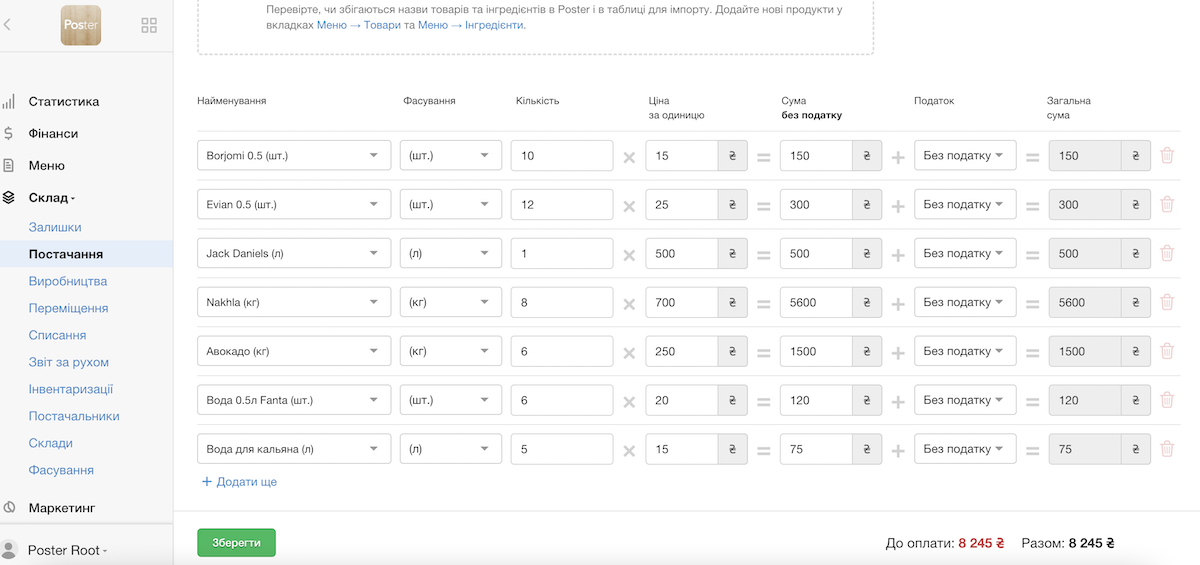 Перевірте, чи збігаються назви товарів та інгредієнтів в Poster і в таблиці для імпорту. Додайте нові продукти у
вкладках Меню → Товари та Меню → Інгредієнти.
Poster
Статистика
Фінанси
Меню
Склад
Залишки
Постачання
Виробництва
Переміщення
Списання
Звіт за рухом
Інвентаризації
Постачальники
Склади
Фасування
Маркетинг
Poster Root
Найменування Фасування Кількість Ціна за одиницю Сума без податку Податок Загальна сума
Borjomi 0.5 (шт.) (шт.) 10 × 15 ₴ = 150 ₴ + Без податку = 150 ₴
Evian 0.5 (шт.) (шт.) 12 × 25 ₴ = 300 ₴ + Без податку = 300 ₴
Jack Daniels (л) (л) 1 × 500 ₴ = 500 ₴ + Без податку = 500 ₴
Nakhla (кг) (кг) 8 × 700 ₴ = 5600 ₴ + Без податку = 5600 ₴
Авокадо (кг) (кг) 6 × 250 ₴ = 1500 ₴ + Без податку = 1500 ₴
Вода 0.5л Fanta (шт.) (шт.) 6 × 20 ₴ = 120 ₴ + Без податку = 120 ₴
Вода для кальяна (л) (л) 5 × 15 ₴ = 75 ₴ + Без податку = 75 ₴
+ Додати ще
Зберегти
До оплати: 8 245 ₴ Разом: 8 245 ₴